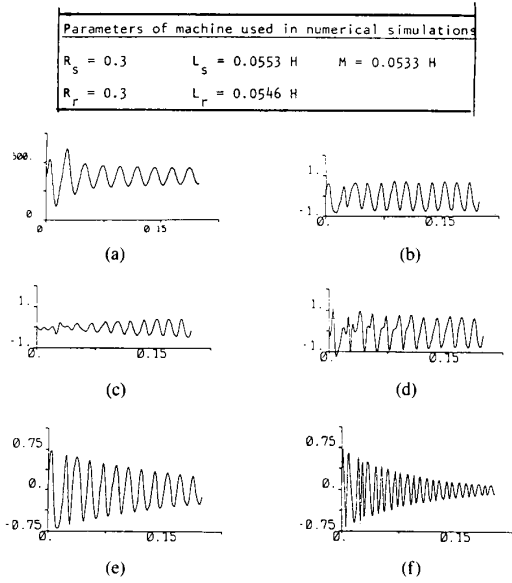 Parameters of machine used in numerical simulations
R_s = 0.3 L_s = 0.0553 H M = 0.0533 H
R_r = 0.3 L_r = 0.0546 H
500.
0
0 0.15
(a)
1.
-1.
0. 0.15
(b)
1.
-1.
0. 0.15
(c)
1.
-1.
0. 0.15
(d)
0.75
0.
-0.75
0. 0.15
(e)
0.75
0.
-0.75
0. 0.15
(f)